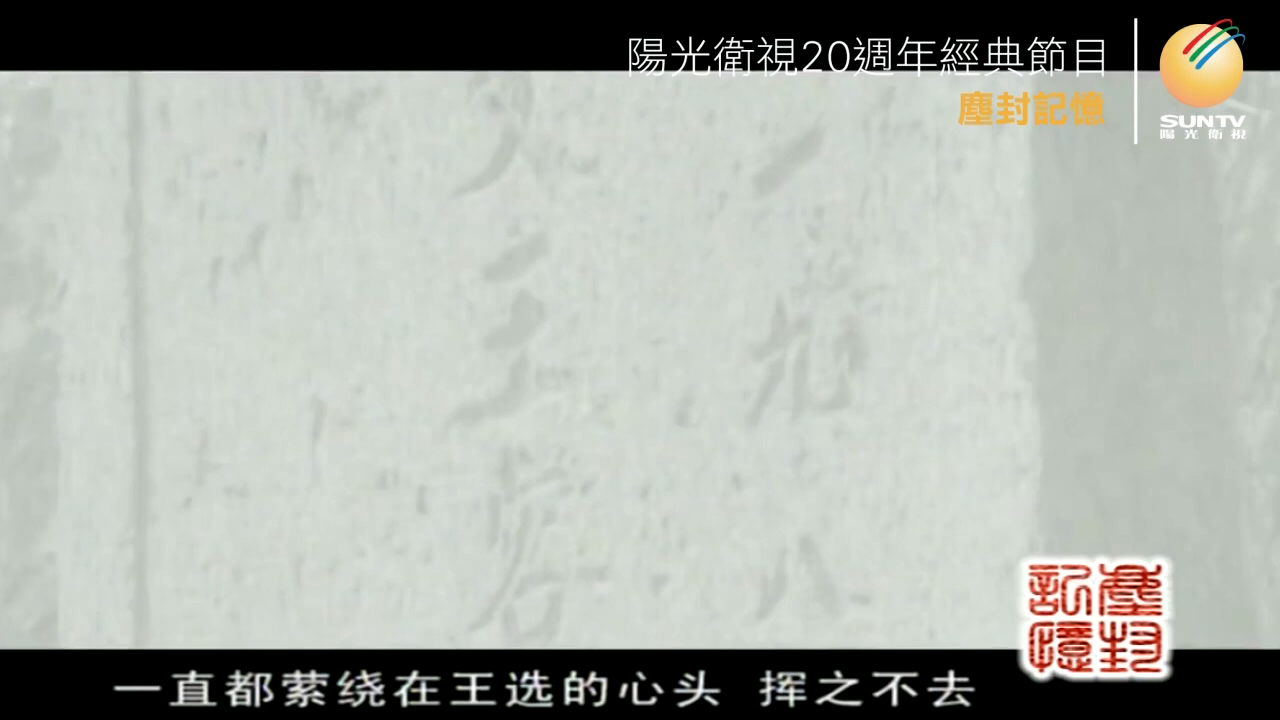 陽光衛視20週年經典節目
塵封記憶
SUNTV
陽光衛視
塵封
記憶
一直都萦绕在王选的心头 挥之不去